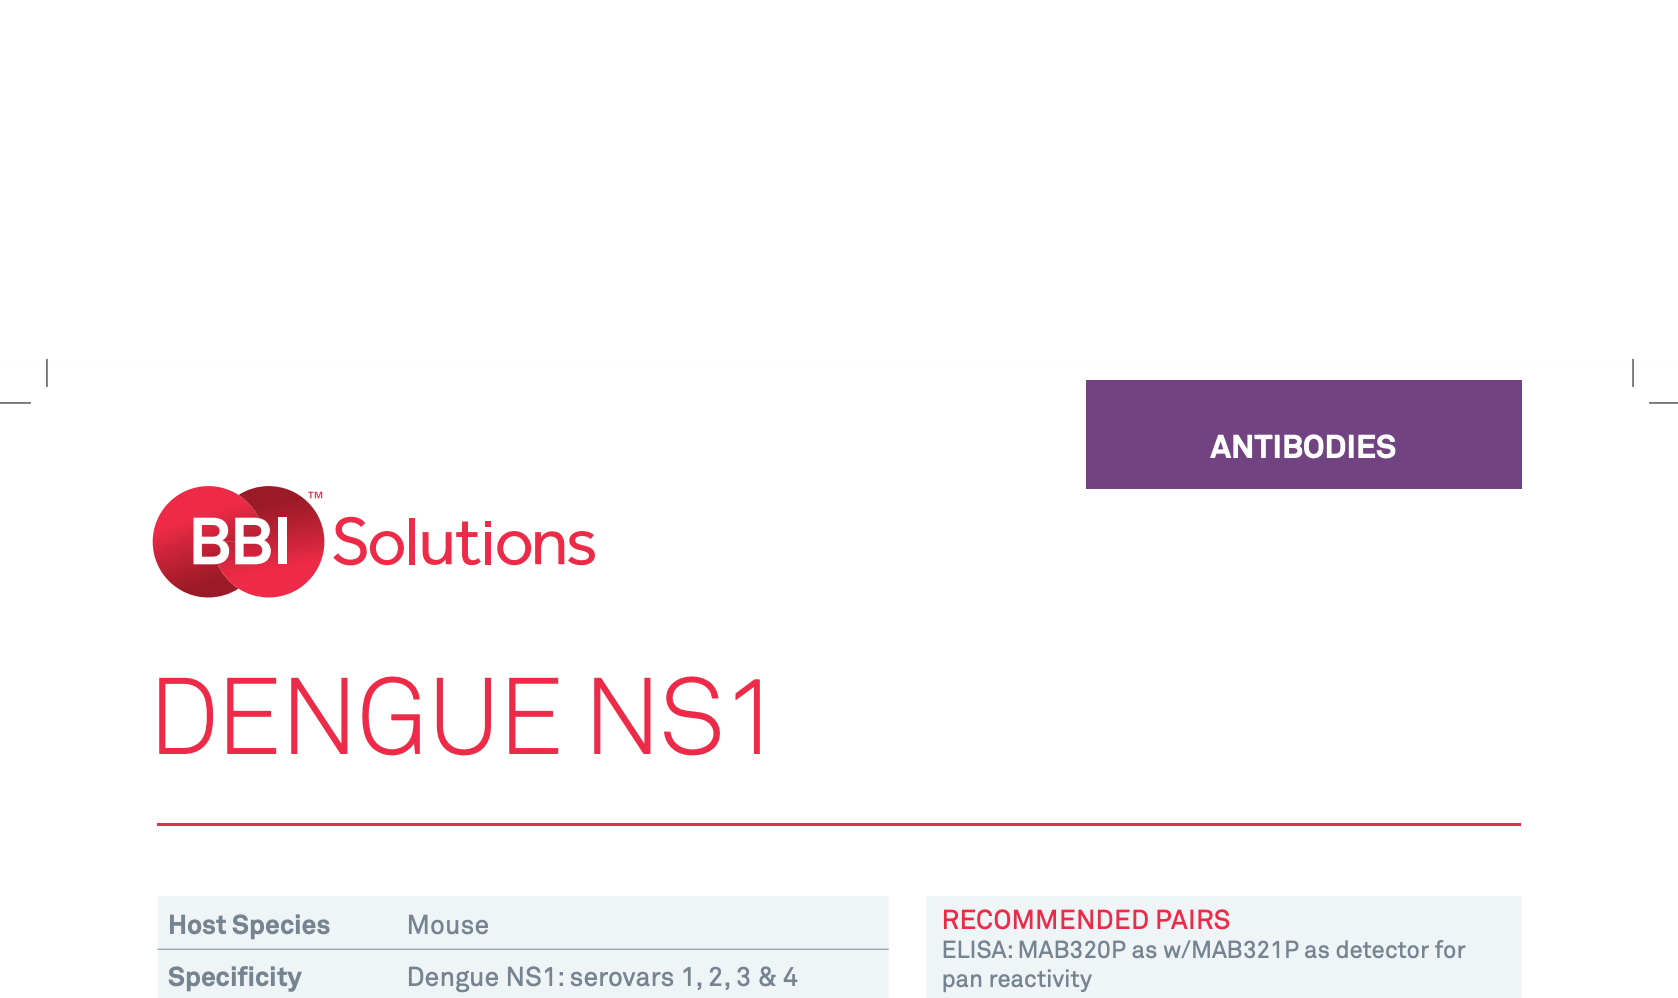 ANTIBODIES
BBI Solutions™
DENGUE NS1
Host Species Mouse
Specificity Dengue NS1: serovars 1, 2, 3 & 4
RECOMMENDED PAIRS
ELISA: MAB320P as w/MAB321P as detector for
pan reactivity